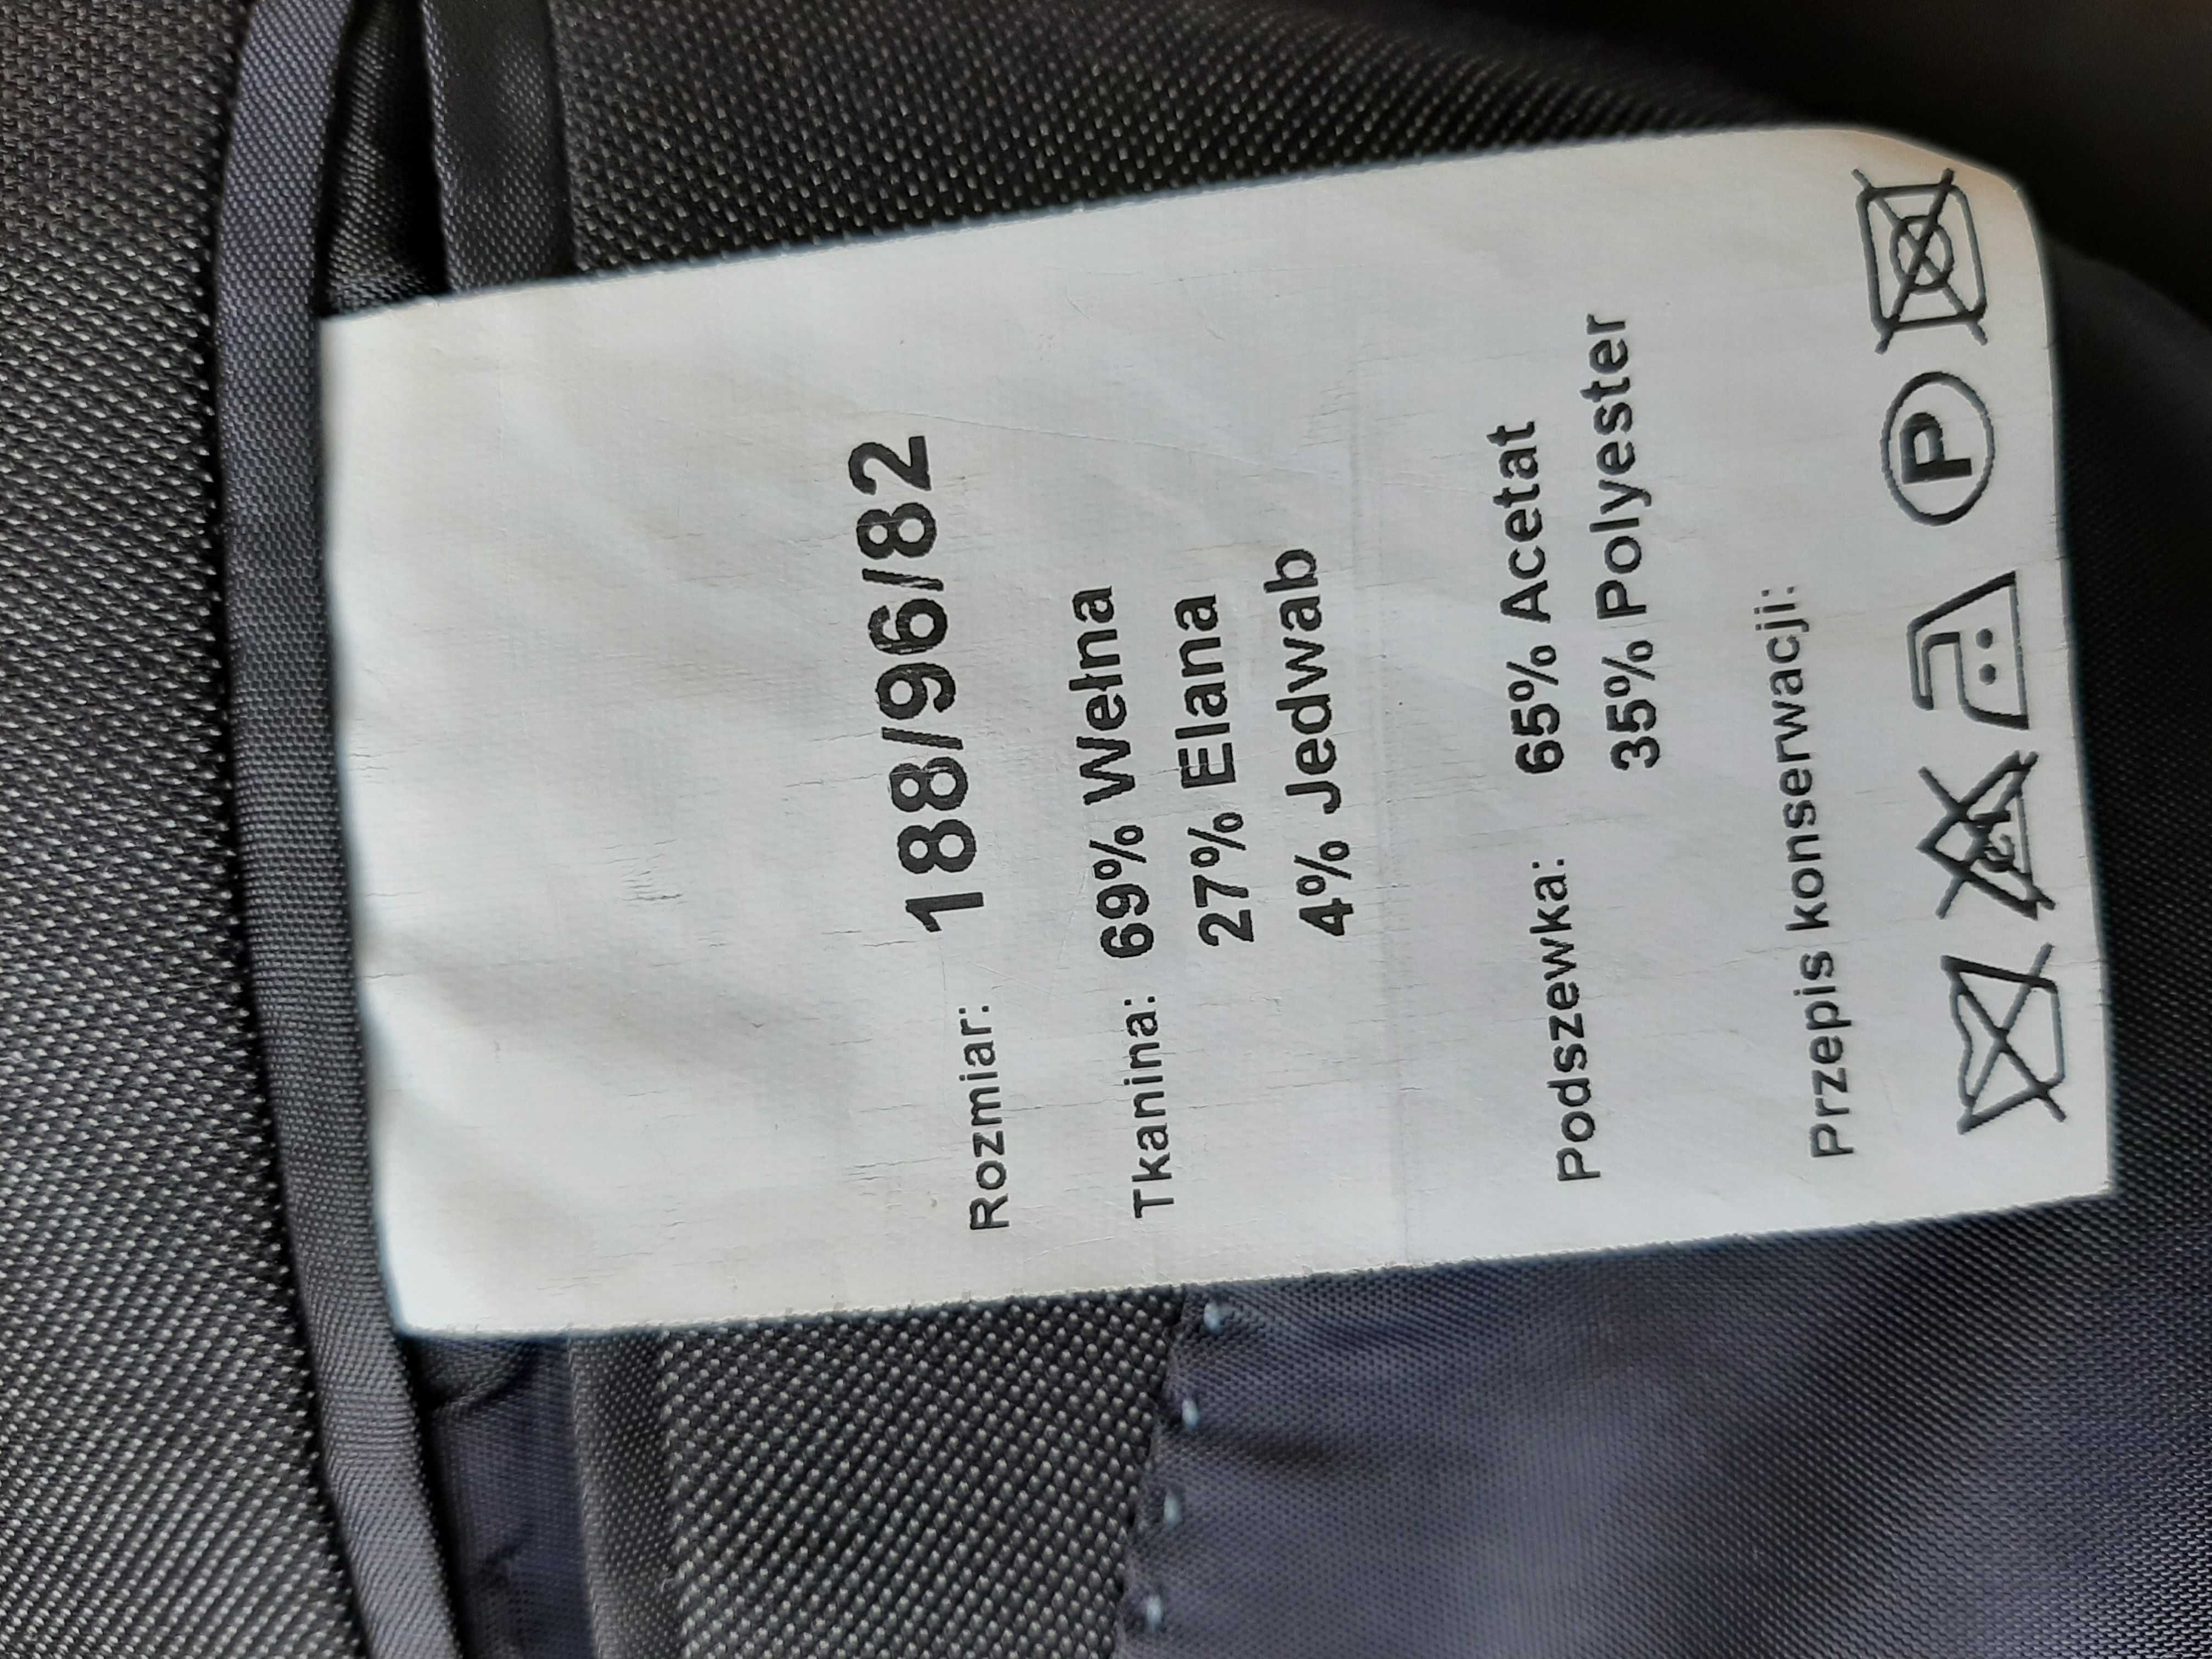 Rozmiar: 188/96/82
Tkanina: 69% Wełna
27% Elana
4% Jedwab
Podszewka: 65% Acetat
35% Polyester
Przepis konserwacji:
P